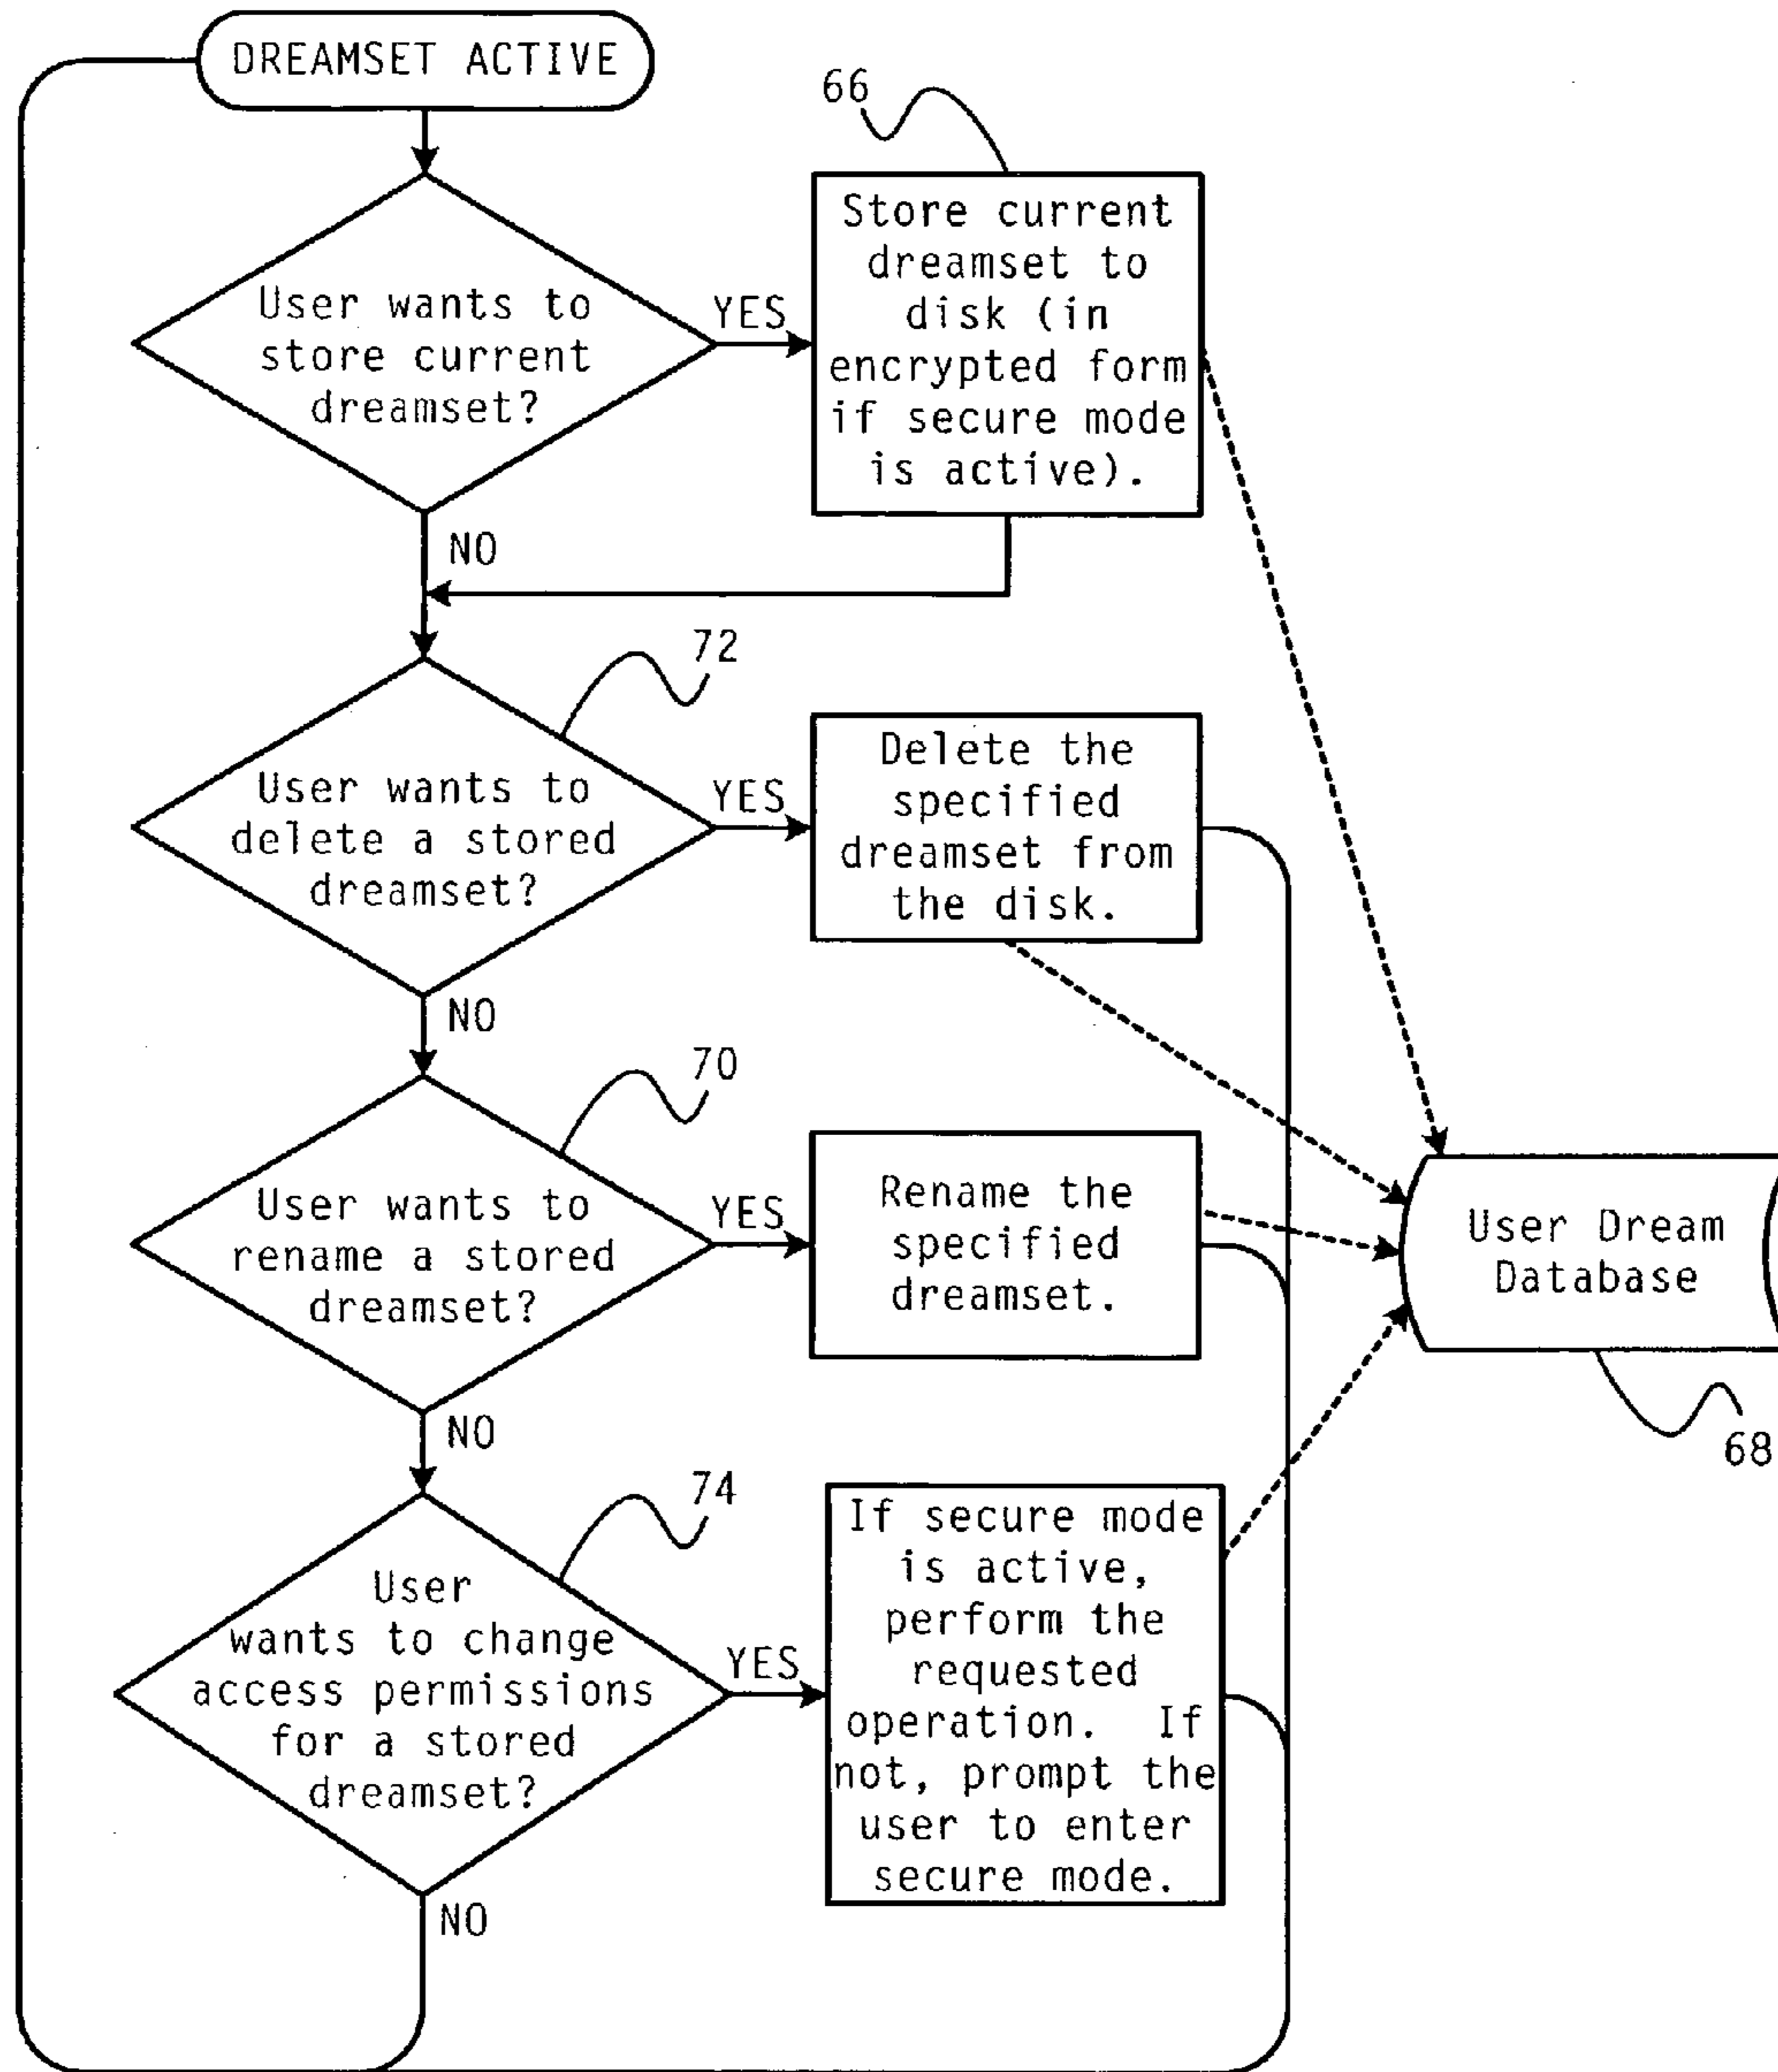 DREAMSET ACTIVE
66
User wants to
store current
dreamset?
YES
Store current
dreamset to
disk (in
encrypted form
if secure mode
is active).
NO
72
User wants to
delete a stored
dreamset?
YES
Delete the
specified
dreamset from
the disk.
NO
70
User wants to
rename a stored
dreamset?
YES
Rename the
specified
dreamset.
User Dream
Database
68
NO
74
User
wants to change
access permissions
for a stored
dreamset?
YES
If secure mode
is active,
perform the
requested
operation. If
not, prompt the
user to enter
secure mode.
NO